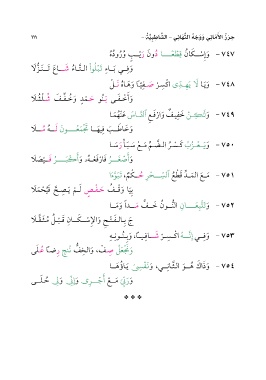 حرز الأماني ووجه التهاني - الشاطبية -
٧٤٧ - وَإِسْكَانُ قِطْعًا دُونَ رَيْبٍ وُرُودُهُ
وَفِي بَاءِ تَبْلُوا التَّاءُ شَاعَ تَنَزُّلَا
٧٤٨ - وَيَا لَا يَهِدِّي اكْسِرْ صَفِيًّا وَهَاهُ نَلْ
وَأَخْفَى بَنُو حَمْدٍ وَخُفِّفَ شُلْشُلَا
٧٤٩ - وَلَكِنْ خَفِيفٌ وَارْفَعِ النَّاسَ عَنْهُمَا
وَخَاطَبَ فِيهَا تَجْمَعُونَ لَهُ مُلَا
٧٥٠ - وَيَعْزُبُ كَسْرُ الضَّمِّ مَعْ سَبَأٍ رَسَا
وَأَصْغَرُ فَارْفَعْهُ وَأَكْبَرُ فَيْصَلَا
٧٥١ - مَعَ الْمَدِّ قَطْعُ السِّحْرِ حُكْمٌ، تَبَوَّءَا
بِيَا وَقْفُ حَفْصٍ لَمْ يَصِحَّ فَيُحْمَلَا
٧٥٢ - وَتَتَّبِعَانِ النُّونُ خَفَّ مَدًا وَمَا
جَ بِالْفَتْحِ وَالْإِسْكَانِ قَبْلُ مُثَقَّلَا
٧٥٣ - وَفِي إِنَّهُ اكْسِرْ شَافِيًا، وَبِنُونِهِ
وَنَجْعَلُ صِفْ، وَالْخِفُّ نُنْجِ رِضًا عَلَى
٧٥٤ - وَذَاكَ هُوَ الثَّانِي، وَنَفْسِيَ يَاؤُهَا
وَرَبِّيَ مَعْ أَجْرِيَ وَإِنِّي وَلِي حُلَى